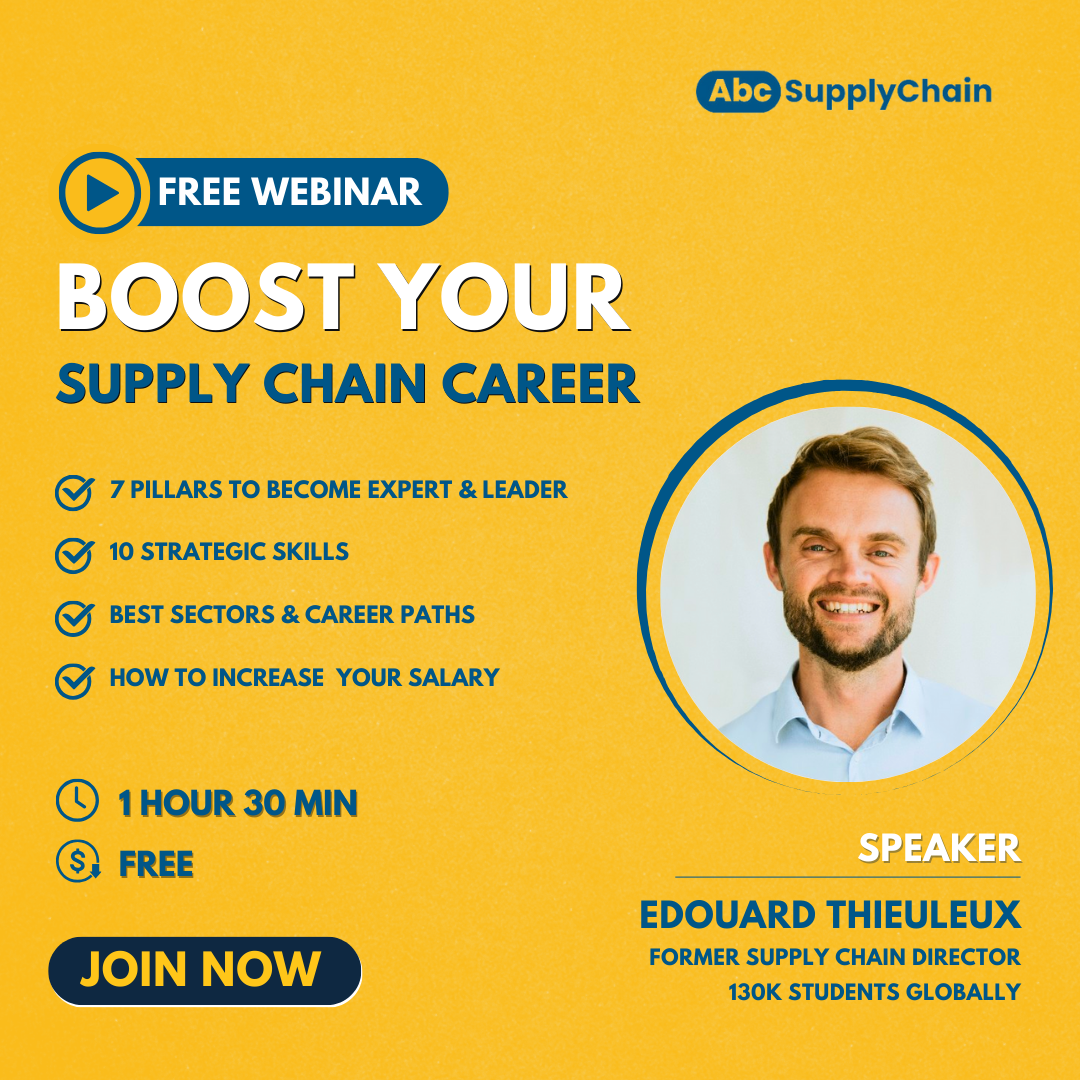 Abc SupplyChain
FREE WEBINAR
BOOST YOUR
SUPPLY CHAIN CAREER
7 PILLARS TO BECOME EXPERT & LEADER
10 STRATEGIC SKILLS
BEST SECTORS & CAREER PATHS
HOW TO INCREASE YOUR SALARY
1 HOUR 30 MIN
$ FREE
JOIN NOW
SPEAKER
EDOUARD THIEULEUX
FORMER SUPPLY CHAIN DIRECTOR
130K STUDENTS GLOBALLY